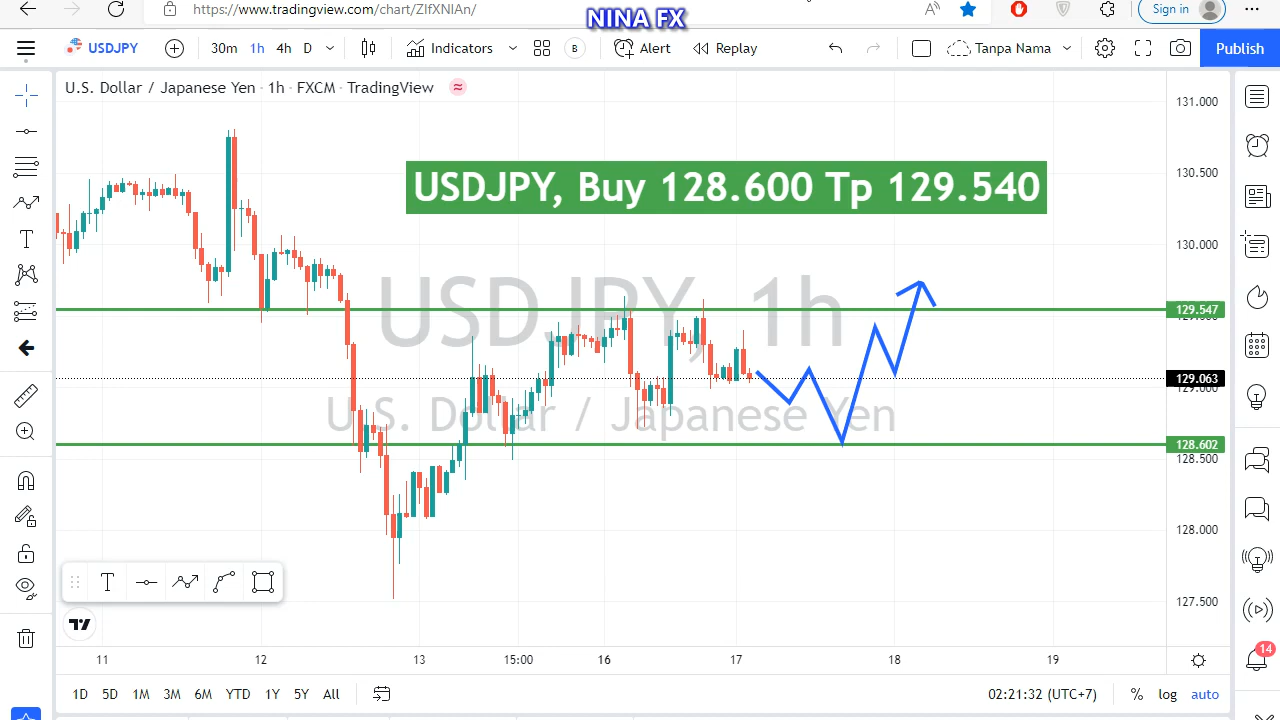 https://www.tradingview.com/chart/ZIfXNIAn/
NINA FX
Sign in
USDJPY
30m 1h 4h D
Indicators
B
Alert
Replay
Tanpa Nama
Publish
U.S. Dollar / Japanese Yen · 1h · FXCM · TradingView
USDJPY, Buy 128.600 Tp 129.540
USDJPY, 1h
U.S. Dollar / Japanese Yen
131.000
130.500
130.000
129.547
129.063
129.000
128.602
128.500
128.000
127.500
T
T
11 12 13 15:00 16 17 18 19
14
1D 5D 1M 3M 6M YTD 1Y 5Y All
02:21:32 (UTC+7)
% log auto